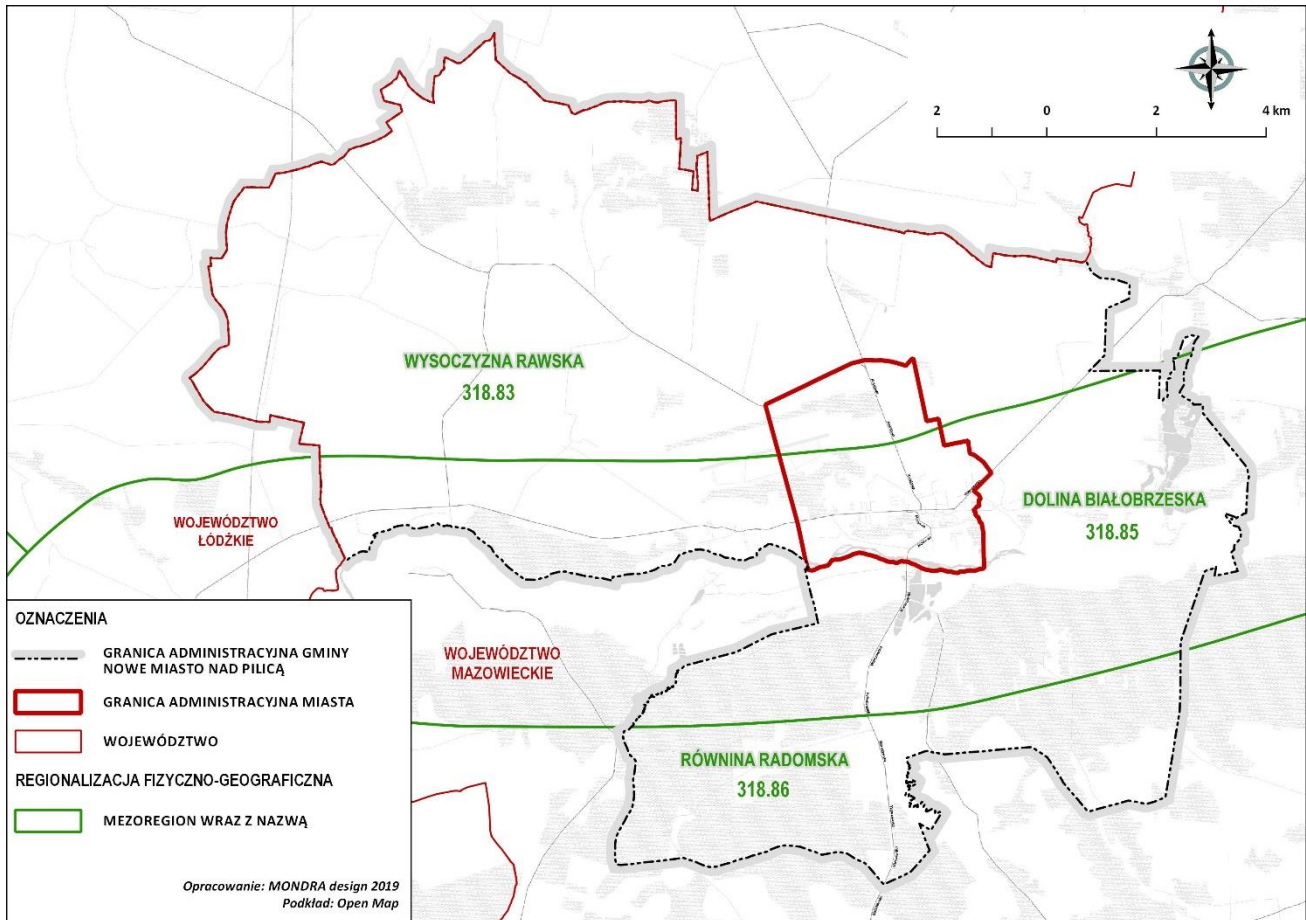 2 0 2 4 km
WYSOCZYZNA RAWSKA
318.83
DOLINA BIAŁOBRZESKA
318.85
WOJEWÓDZTWO
ŁÓDZKIE
WOJEWÓDZTWO
MAZOWIECKIE
RÓWNINA RADOMSKA
318.86
OZNACZENIA
GRANICA ADMINISTRACYJNA GMINY
NOWE MIASTO NAD PILICĄ
GRANICA ADMINISTRACYJNA MIASTA
WOJEWÓDZTWO
REGIONALIZACJA FIZYCZNO-GEOGRAFICZNA
MEZOREGION WRAZ Z NAZWĄ
Opracowanie: MONDRA design 2019
Podkład: Open Map